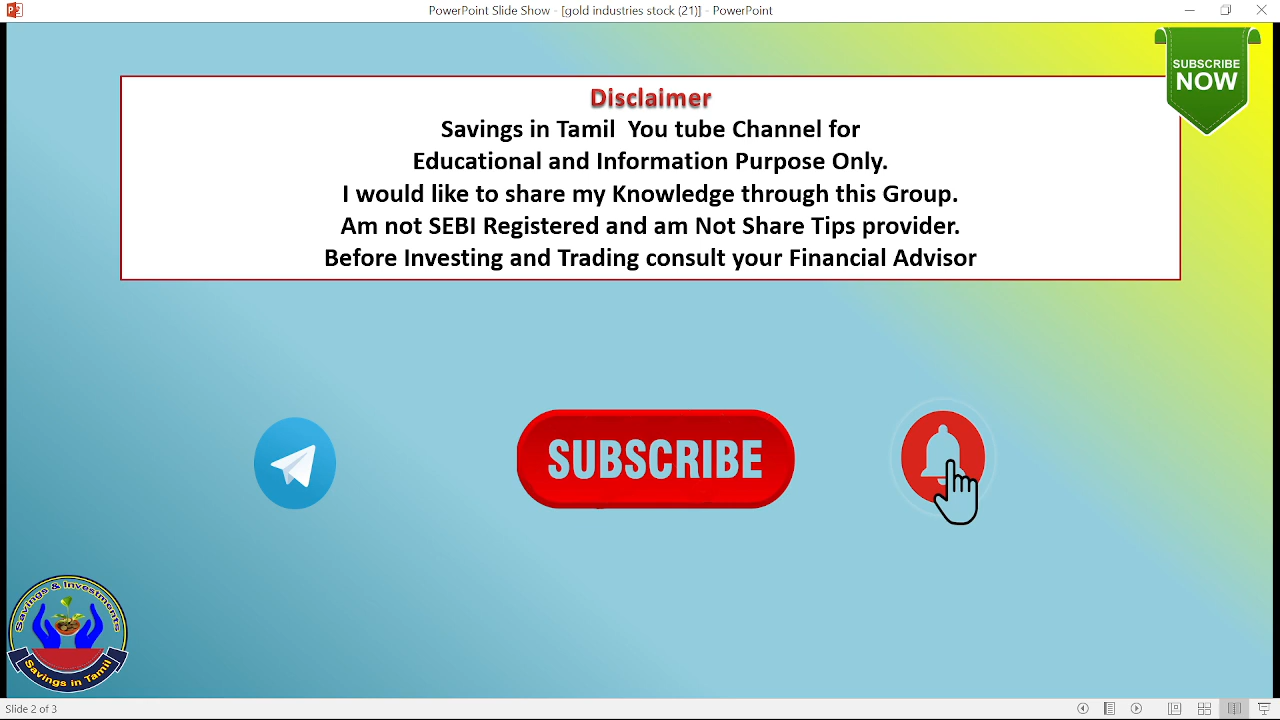 PowerPoint Slide Show - [gold industries stock (21)] - PowerPoint
SUBSCRIBE
NOW
Disclaimer
Savings in Tamil  You tube Channel for
Educational and Information Purpose Only.
I would like to share my Knowledge through this Group.
Am not SEBI Registered and am Not Share Tips provider.
Before Investing and Trading consult your Financial Advisor
SUBSCRIBE
Savings & Investments
Savings in Tamil
Slide 2 of 3